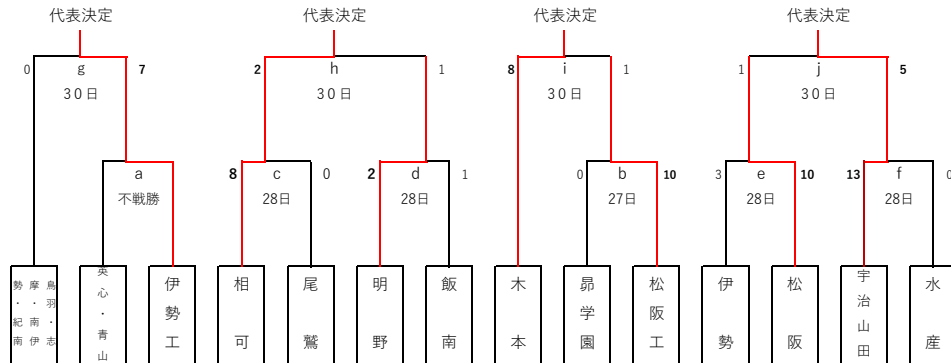 代表決定 代表決定 代表決定 代表決定
0 g 7 2 h 1 8 i 1 1 j 5
30日 30日 30日 30日
a 8 c 0 2 d 1 0 b 10 3 e 10 13 f 0
不戦勝 28日 28日 27日 28日 28日
鳥羽・志
摩・南伊
勢・紀南
英心・青山
伊勢工
相可
尾鷲
明野
飯南
木本
昴学園
松阪工
伊勢
松阪
宇治山田
水産